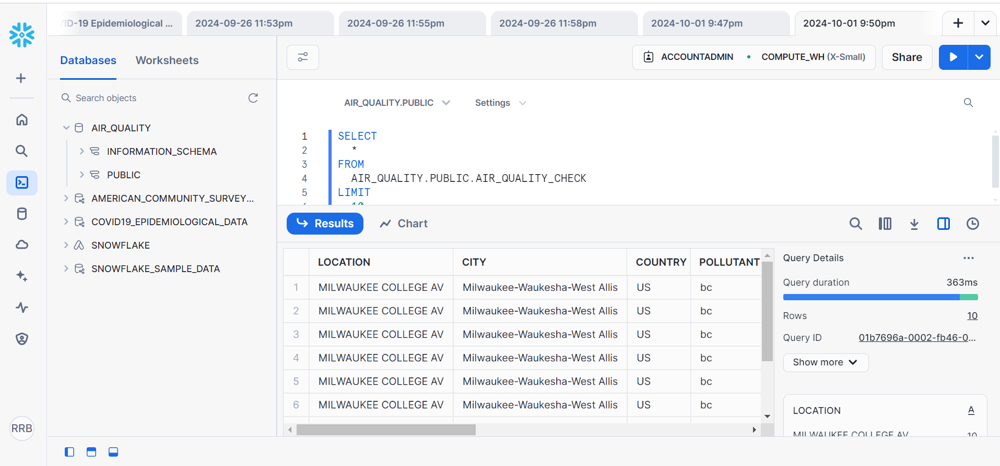 VID-19 Epidemiological ...
2024-09-26 11:53pm
2024-09-26 11:55pm
2024-09-26 11:58pm
2024-10-01 9:47pm
2024-10-01 9:50pm
Databases
Worksheets
ACCOUNTADMIN
COMPUTE_WH (X-Small)
Share
Search objects
AIR_QUALITY
INFORMATION_SCHEMA
PUBLIC
AMERICAN_COMMUNITY_SURVEY...
COVID19_EPIDEMIOLOGICAL_DATA
SNOWFLAKE
SNOWFLAKE_SAMPLE_DATA
RRB
AIR_QUALITY.PUBLIC
Settings
1 SELECT
2 *
3 FROM
4 AIR_QUALITY.PUBLIC.AIR_QUALITY_CHECK
5 LIMIT
10
Results
Chart
LOCATION CITY COUNTRY POLLUTANT
1 MILWAUKEE COLLEGE AV Milwaukee-Waukesha-West Allis US bc
2 MILWAUKEE COLLEGE AV Milwaukee-Waukesha-West Allis US bc
3 MILWAUKEE COLLEGE AV Milwaukee-Waukesha-West Allis US bc
4 MILWAUKEE COLLEGE AV Milwaukee-Waukesha-West Allis US bc
5 MILWAUKEE COLLEGE AV Milwaukee-Waukesha-West Allis US bc
6 MILWAUKEE COLLEGE AV Milwaukee-Waukesha-West Allis US bc
Query Details
Query duration 363ms
Rows 10
Query ID 01b7696a-0002-fb46-0...
Show more
LOCATION A
MILWAUKEE COLLEGE AV 10